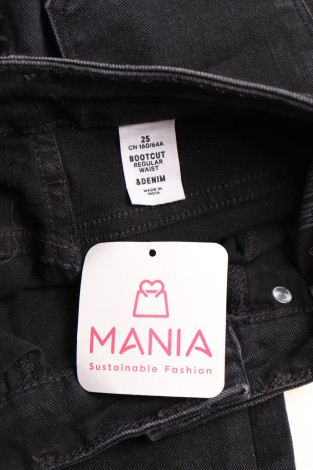 25
CN 160/64A
BOOTCUT
REGULAR
WAIST
&DENIM
MADE IN
INDIA
MANIA
Sustainable Fashion